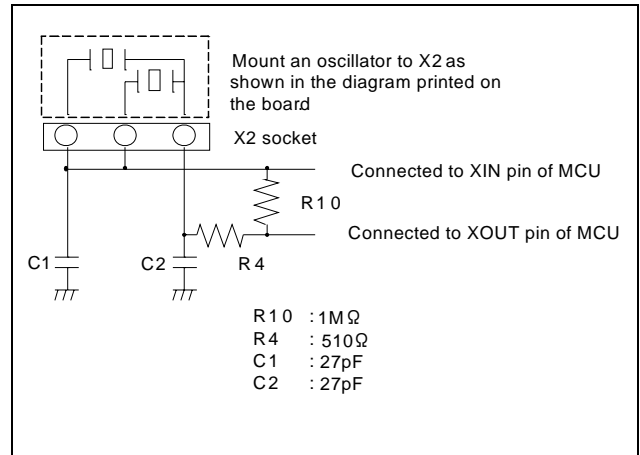 Mount an oscillator to X2 as
shown in the diagram printed on
the board
X2 socket
Connected to XIN pin of MCU
R10
Connected to XOUT pin of MCU
C1
C2
R4
R10 : 1MΩ
R4 : 510Ω
C1 : 27pF
C2 : 27pF